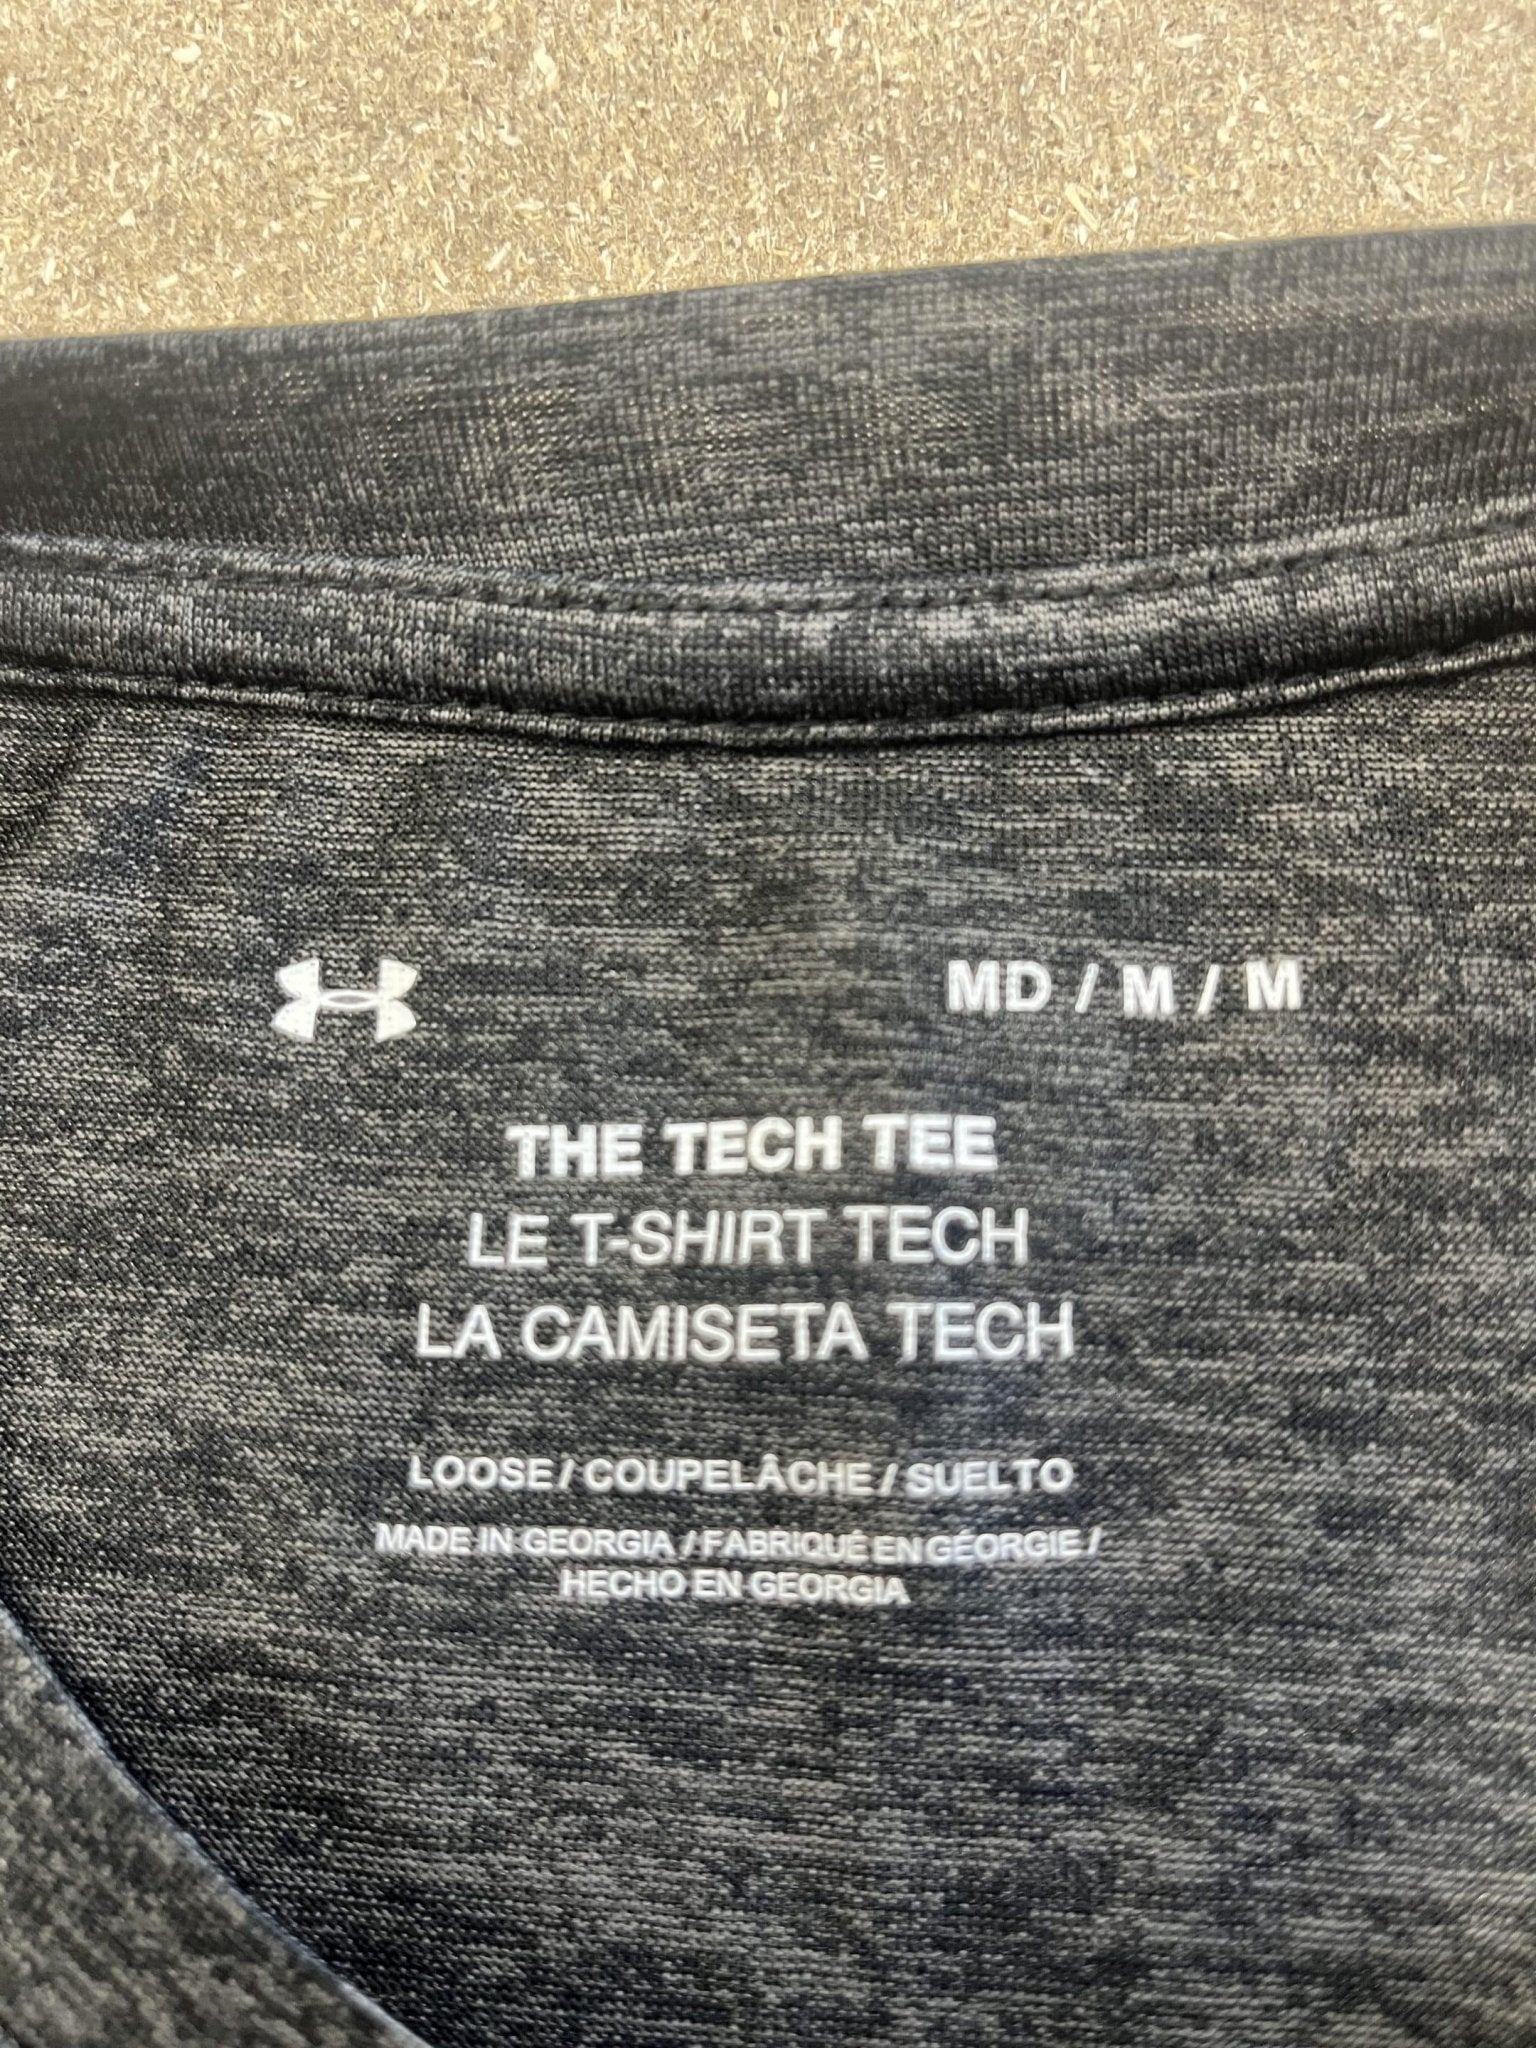 MD / M / M
THE TECH TEE
LE T-SHIRT TECH
LA CAMISETA TECH
LOOSE / COUPELÂCHE / SUELTO
MADE IN GEORGIA / FABRIQUÉ EN GÉORGIE /
HECHO EN GEORGIA